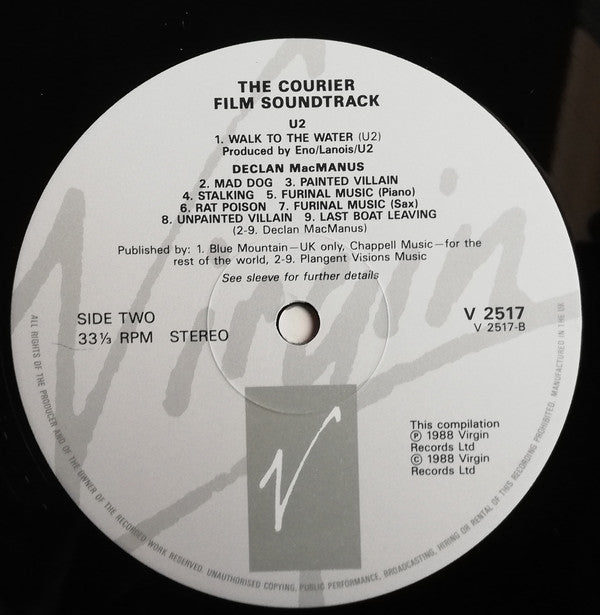 THE COURIER
FILM SOUNDTRACK
U2
1. WALK TO THE WATER (U2)
Produced by Eno/Lanois/U2
DECLAN MacMANUS
2. MAD DOG 3. PAINTED VILLAIN
4. STALKING 5. FURINAL MUSIC (Piano)
6. RAT POISON 7. FURINAL MUSIC (Sax)
8. UNPAINTED VILLAIN 9. LAST BOAT LEAVING
(2-9. Declan MacManus)
Published by: 1. Blue Mountain—UK only, Chappell Music—for the
rest of the world, 2-9. Plangent Visions Music
See sleeve for further details
SIDE TWO
33⅓ RPM STEREO
V 2517
V 2517-B
This compilation
Ⓟ 1988 Virgin
Records Ltd
© 1988 Virgin
Records Ltd
Virgin
V
ALL RIGHTS OF THE PRODUCER AND OF THE OWNER OF THE RECORDED WORK RESERVED. UNAUTHORISED COPYING, PUBLIC PERFORMANCE, BROADCASTING, HIRING OR RENTAL OF THIS RECORDING PROHIBITED. MANUFACTURED IN THE UK